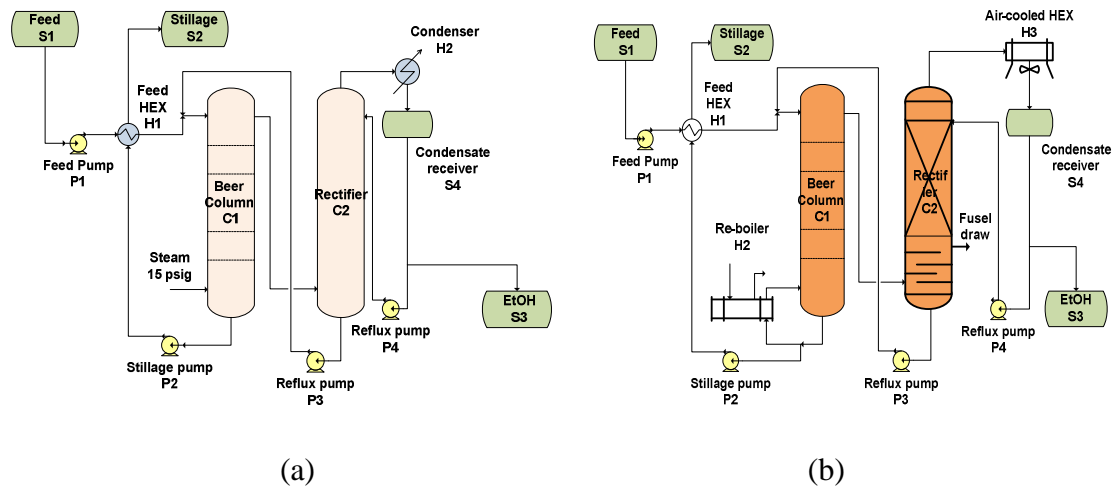 Feed
S1
Stillage
S2
Condenser
H2
Feed
HEX
H1
Feed Pump
P1
Condensate
receiver
S4
Beer
Column
C1
Rectifier
C2
Steam
15 psig
EtOH
S3
Reflux pump
P4
Stillage pump
P2
Reflux pump
P3
(a)
Air-cooled HEX
H3
Feed
S1
Stillage
S2
Feed
HEX
H1
Feed Pump
P1
Condensate
receiver
S4
Beer
Column
C1
Rectif
ier
C2
Fusel
draw
Re-boiler
H2
EtOH
S3
Reflux pump
P4
Stillage pump
P2
Reflux pump
P3
(b)